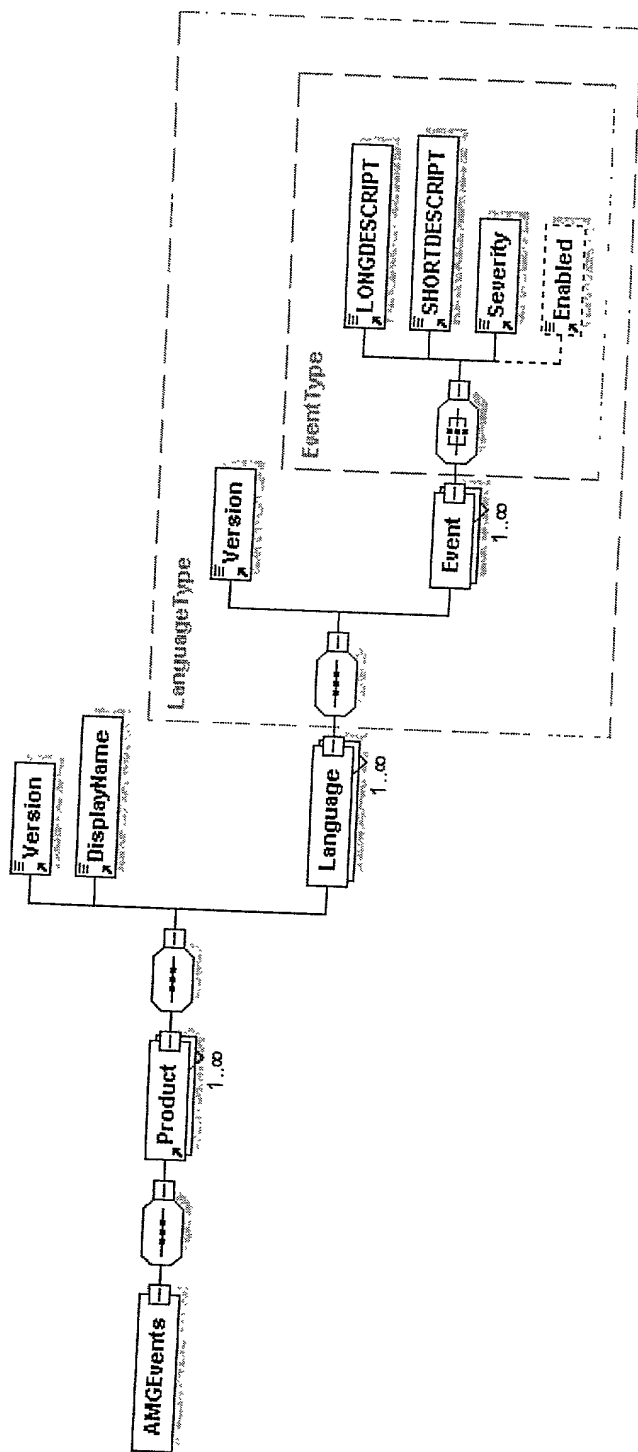 AMGEvents
Product
1..∞
Version
DisplayName
Language
1..∞
LanguageType
Version
Event
1..∞
EventType
LONGDESCRIPT
SHORTDESCRIPT
Severity
Enabled